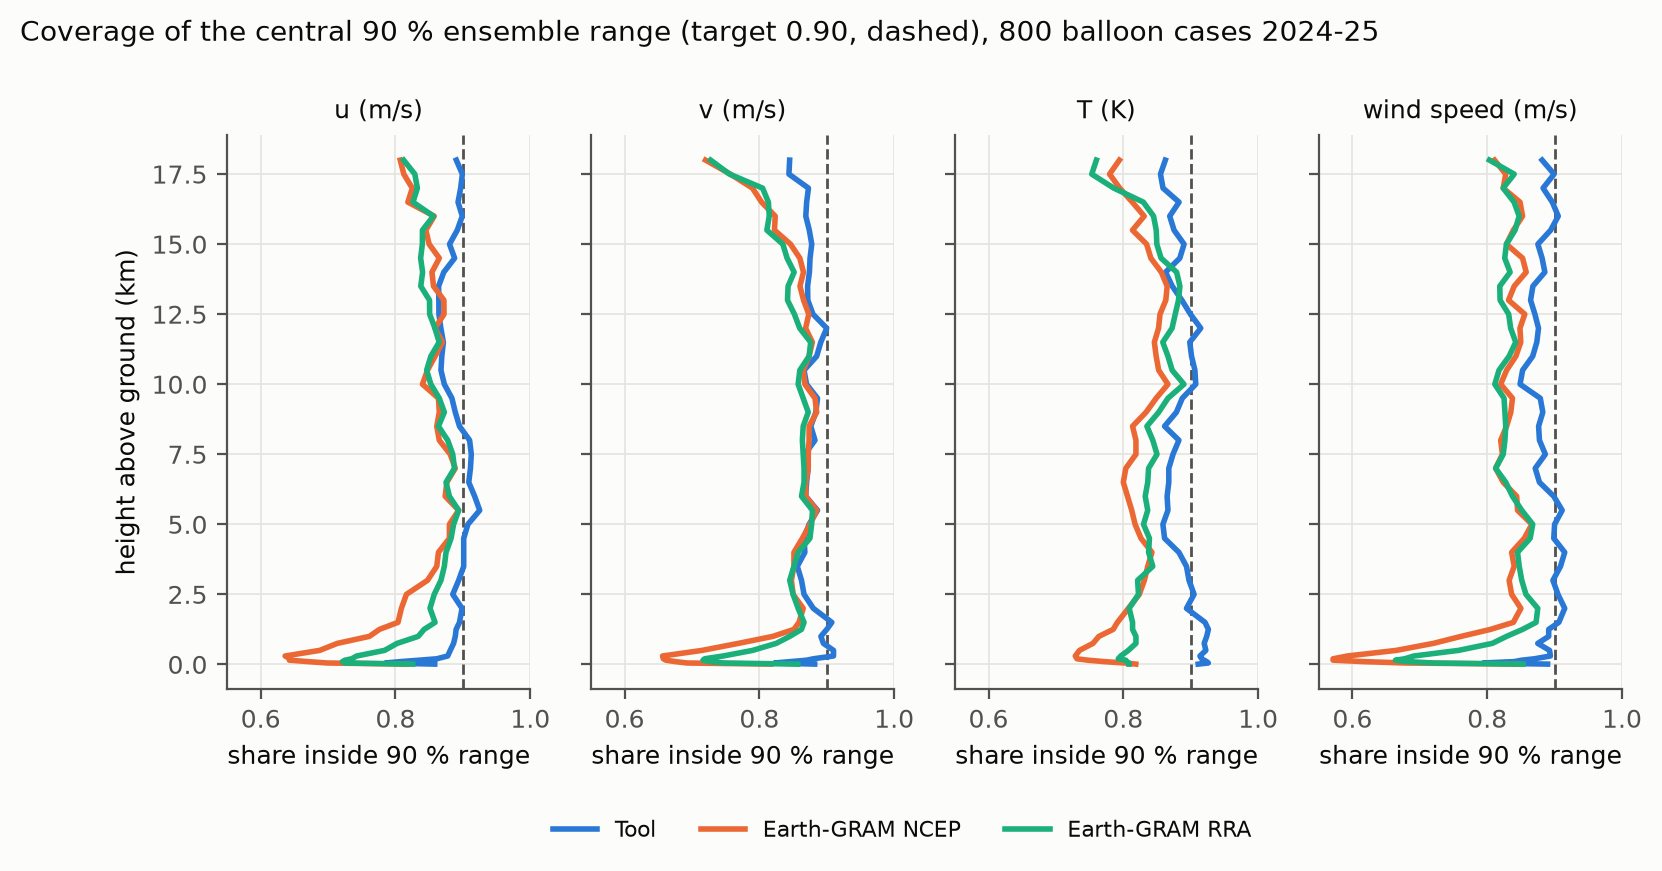 Coverage of the central 90 % ensemble range (target 0.90, dashed), 800 balloon cases 2024-25
u (m/s)
v (m/s)
T (K)
wind speed (m/s)
height above ground (km)
17.5
15.0
12.5
10.0
7.5
5.0
2.5
0.0
0.6 0.8 1.0
0.6 0.8 1.0
0.6 0.8 1.0
0.6 0.8 1.0
share inside 90 % range
share inside 90 % range
share inside 90 % range
share inside 90 % range
Tool
Earth-GRAM NCEP
Earth-GRAM RRA